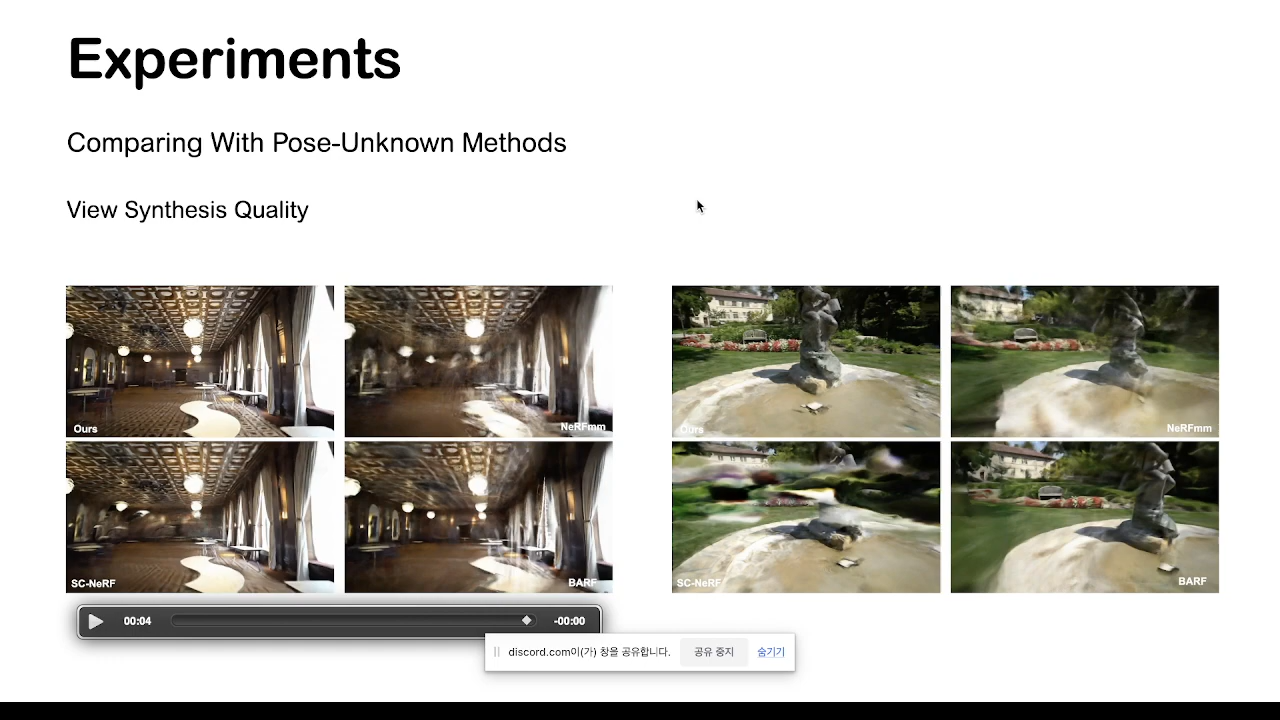 Experiments
Comparing With Pose-Unknown Methods
View Synthesis Quality
Ours
NeRFmm
SC-NeRF
BARF
Ours
NeRFmm
SC-NeRF
BARF
00:04
-00:00
discord.com이(가) 창을 공유합니다.
공유 중지
숨기기